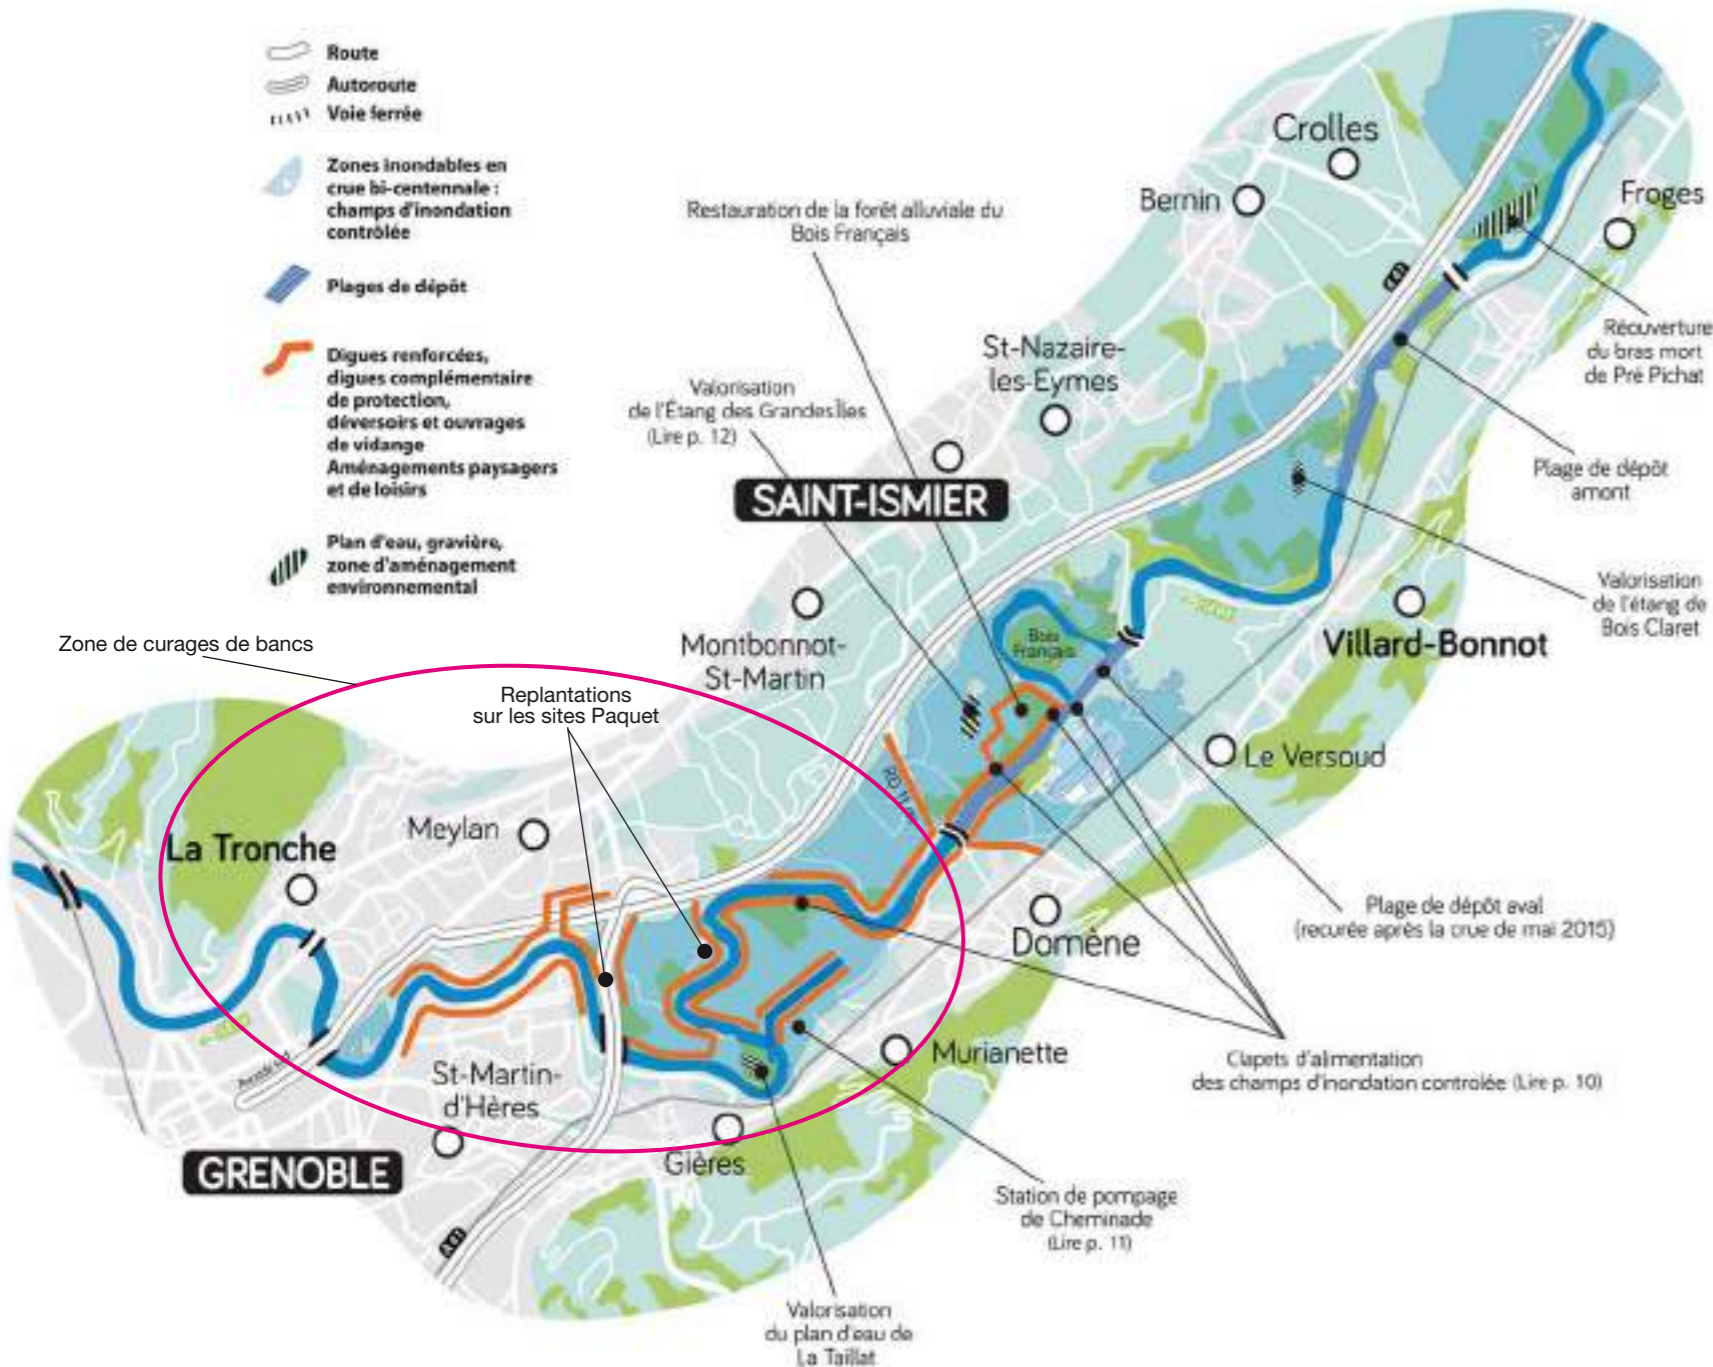 Route
Autoroute
Voie ferrée
Zones inondables en
crue bi-centennale :
champs d'inondation
contrôlée
Plages de dépôt
Digues renforcées,
digues complémentaire
de protection,
déversoirs et ouvrages
de vidange
Aménagements paysagers
et de loisirs
Plan d'eau, gravière,
zone d'aménagement
environnemental
Crolles
Bernin
Froges
Restauration de la forêt alluviale du
Bois Français
Réouverture
du bras mort
de Pré Pichat
St-Nazaire-
les-Eymes
Valorisation
de l'Étang des Grandes Îles
(Lire p. 12)
Plage de dépôt
amont
SAINT-ISMIER
Valorisation
de l'étang de
Bois Claret
Villard-Bonnot
Montbonnot-
St-Martin
Bois
Français
Zone de curages de bancs
Replantations
sur les sites Paquet
Le Versoud
Meylan
La Tronche
Plage de dépôt aval
(recurée après la crue de mai 2015)
Domène
Murianette
Clapets d'alimentation
des champs d'inondation controlée (Lire p. 10)
St-Martin-
d'Hères
GRENOBLE
Gières
Station de pompage
de Cheminade
(Lire p. 11)
Valorisation
du plan d'eau de
La Taillat